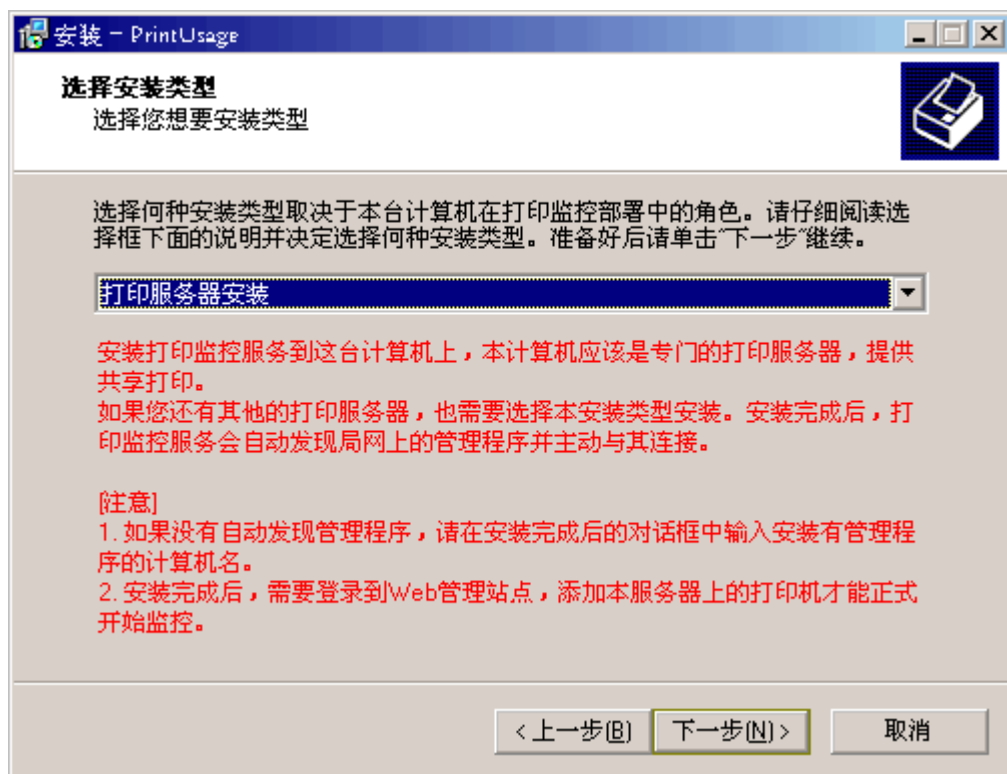 安装 - PrintUsage
选择安装类型
选择您想要安装类型
选择何种安装类型取决于本台计算机在打印监控部署中的角色。请仔细阅读选
择框下面的说明并决定选择何种安装类型。准备好后请单击“下一步”继续。
打印服务器安装
安装打印监控服务到这台计算机上，本计算机应该是专门的打印服务器，提供
共享打印。
如果您还有其他的打印服务器，也需要选择本安装类型安装。安装完成后，打
印监控服务会自动发现局网上的管理程序并主动与其连接。
[注意]
1. 如果没有自动发现管理程序，请在安装完成后的对话框中输入安装有管理程
序的计算机名。
2. 安装完成后，需要登录到Web管理站点，添加本服务器上的打印机才能正式
开始监控。
<上一步(B) 下一步(N)> 取消